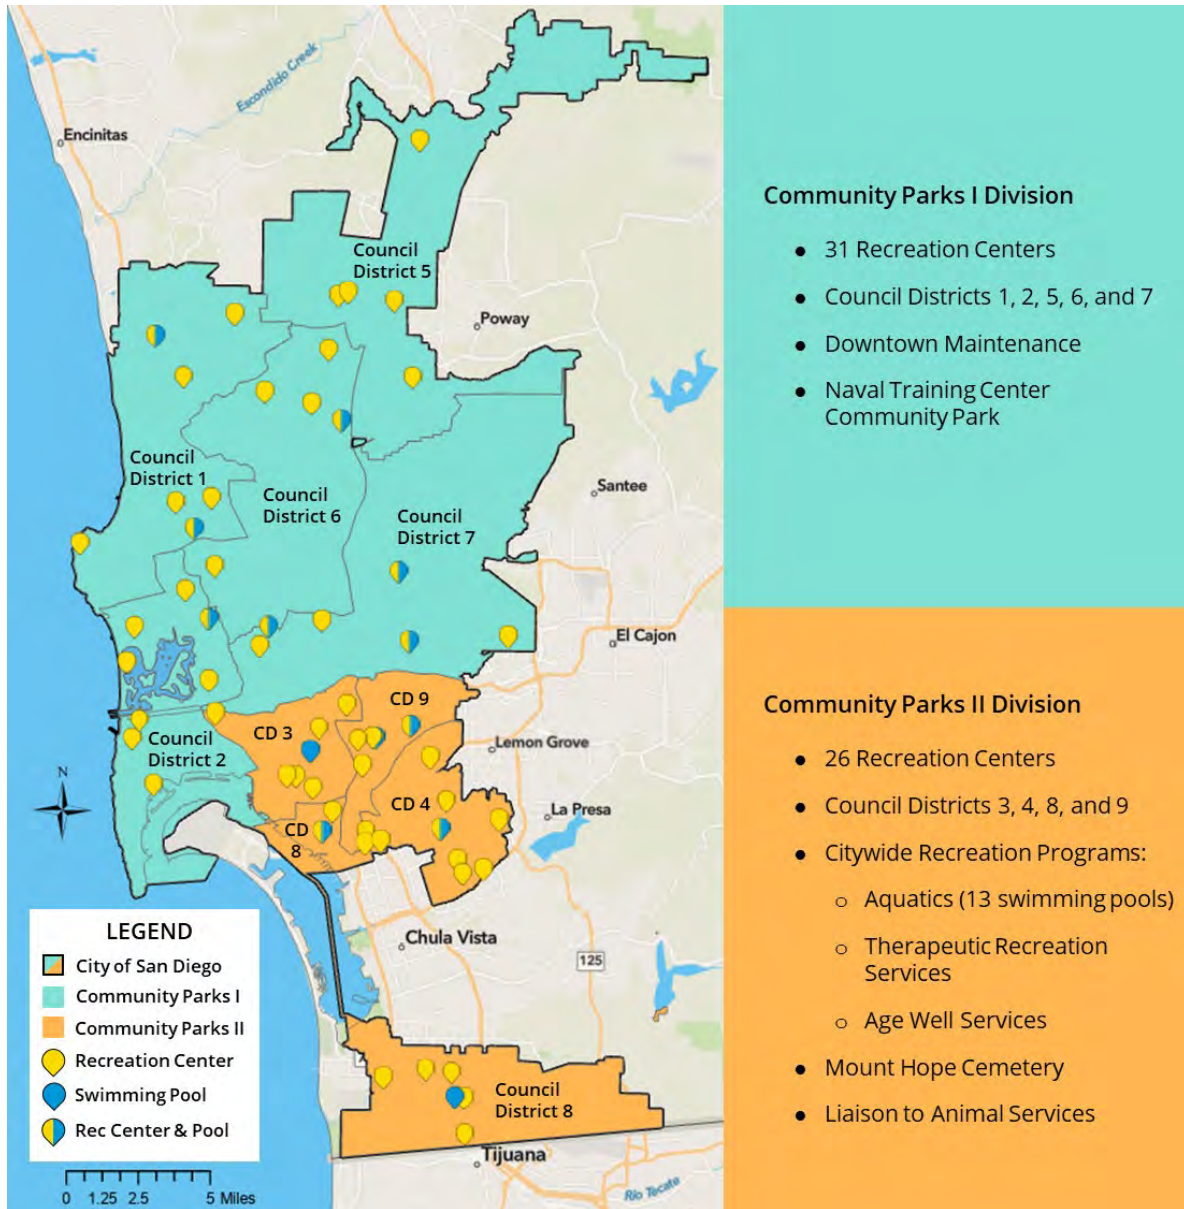 Escondido Creek
Encinitas
Council
District 5
Poway
Council
District 1
Council
District 6
Council
District 7
Santee
El Cajon
CD 9
CD 3
Council
District 2
Lemon Grove
CD 4
La Presa
CD
8
N
Chula Vista
125
Council
District 8
Tijuana
Río Tecate
LEGEND
City of San Diego
Community Parks I
Community Parks II
Recreation Center
Swimming Pool
Rec Center & Pool
0 1.25 2.5 5 Miles
Community Parks I Division
● 31 Recreation Centers
● Council Districts 1, 2, 5, 6, and 7
● Downtown Maintenance
● Naval Training Center
Community Park
Community Parks II Division
● 26 Recreation Centers
● Council Districts 3, 4, 8, and 9
● Citywide Recreation Programs:
o Aquatics (13 swimming pools)
o Therapeutic Recreation
Services
o Age Well Services
● Mount Hope Cemetery
● Liaison to Animal Services